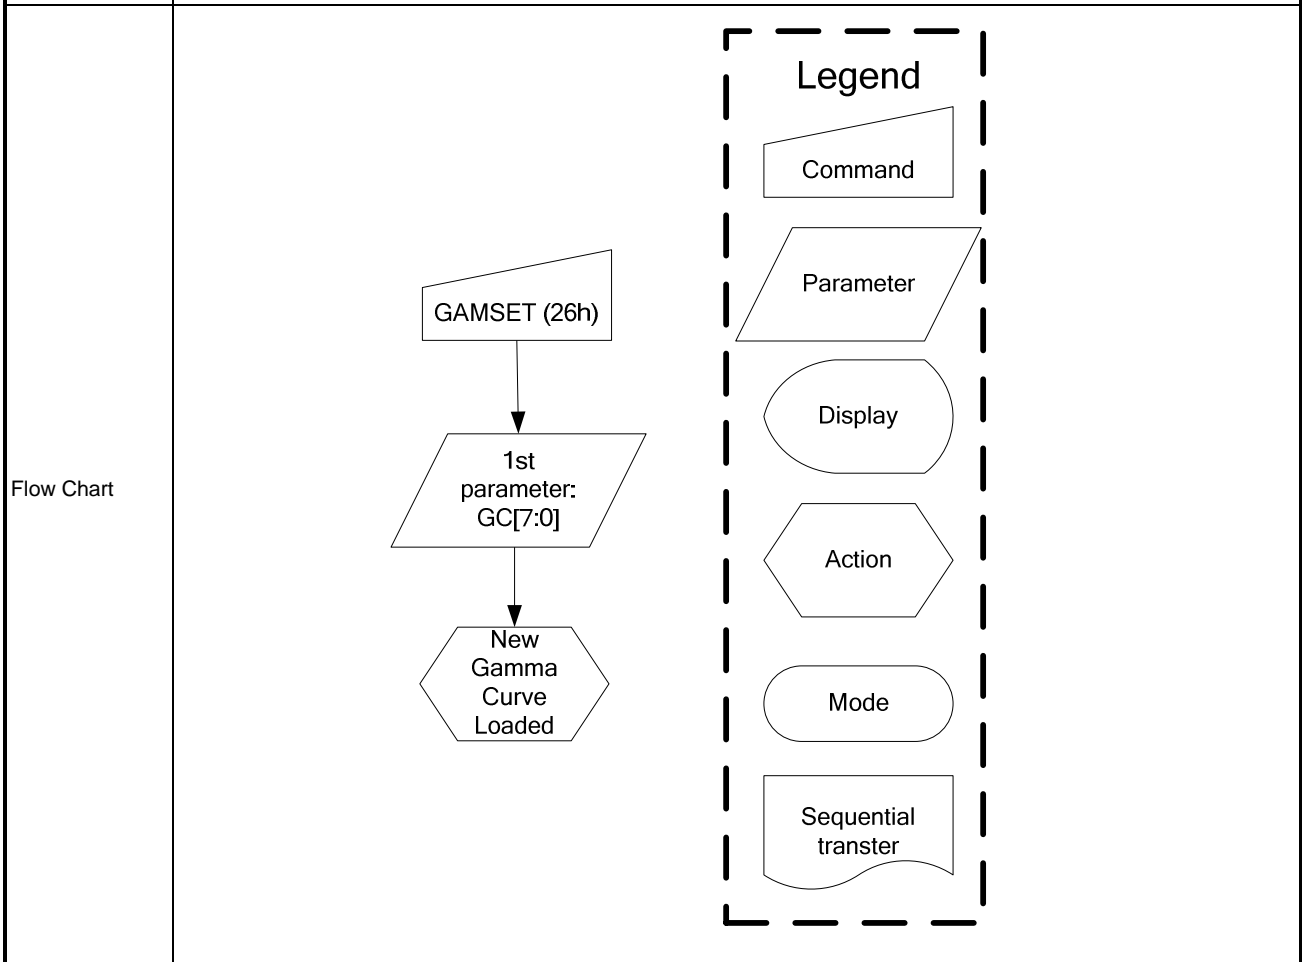 Flow Chart
GAMSET (26h)
1st
parameter:
GC[7:0]
New
Gamma
Curve
Loaded
Legend
Command
Parameter
Display
Action
Mode
Sequential
transter